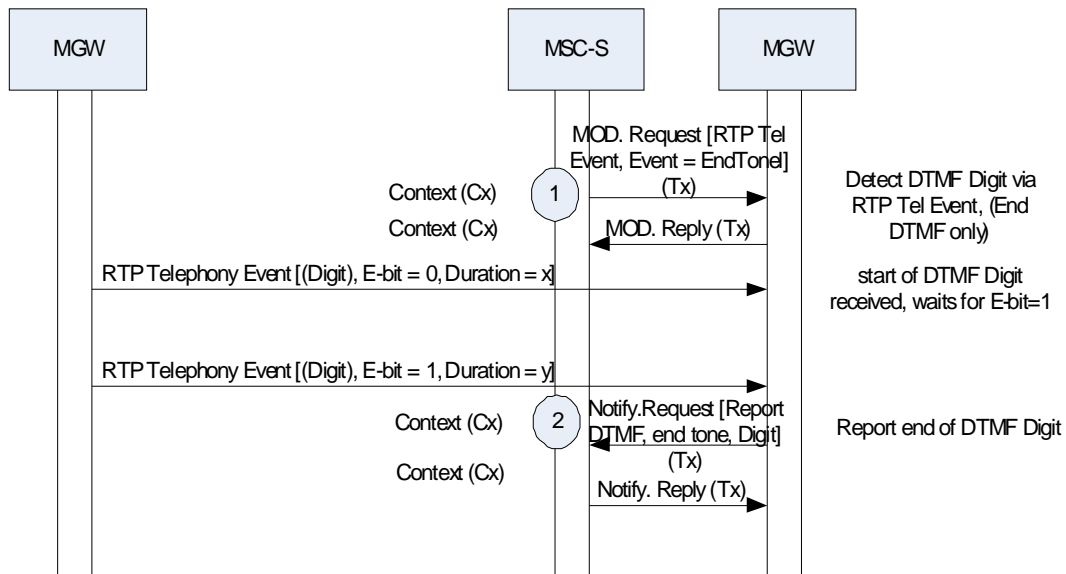 MGW
MSC-S
MGW
MOD. Request [RTP Tel
Event, Event = EndTonel]
(Tx)
Context (Cx)
1
Detect DTMF Digit via
RTP Tel Event, (End
DTMF only)
Context (Cx)
MOD. Reply (Tx)
RTP Telephony Event [(Digit), E-bit = 0, Duration = x]
start of DTMF Digit
received, waits for E-bit=1
RTP Telephony Event [(Digit), E-bit = 1, Duration = y]
Context (Cx)
2
Notify.Request [Report
DTMF, end tone, Digit]
(Tx)
Report end of DTMF Digit
Context (Cx)
Notify. Reply (Tx)